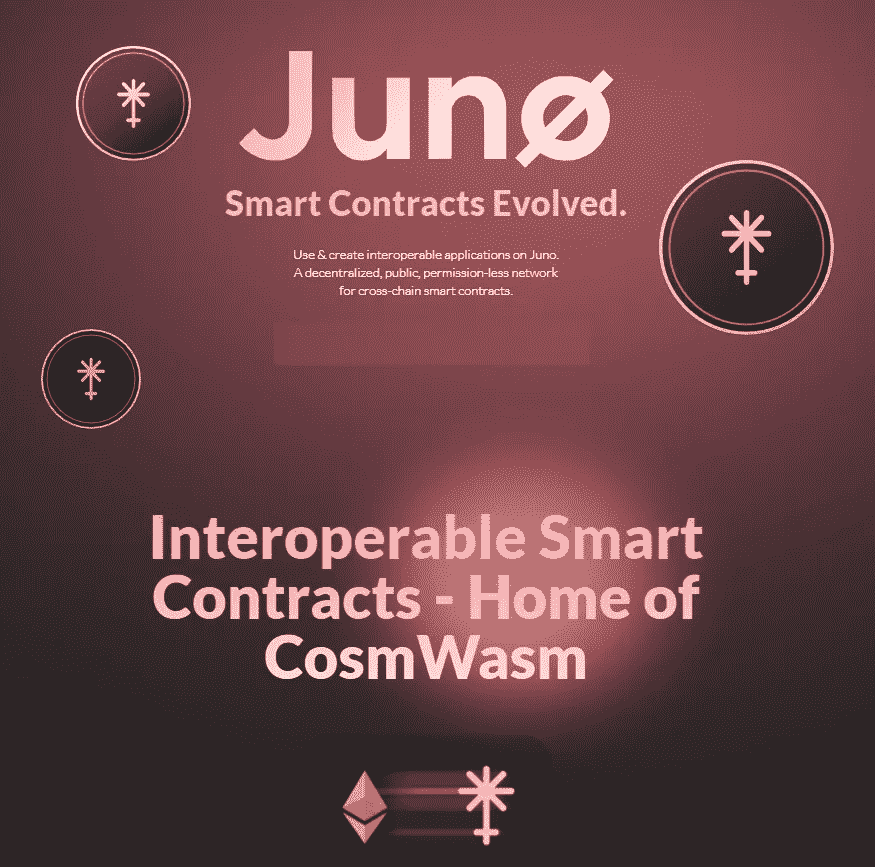 Junø
Smart Contracts Evolved.
Use & create interoperable applications on Juno.
A decentralized, public, permission-less network
for cross-chain smart contracts.
Interoperable Smart
Contracts - Home of
CosmWasm